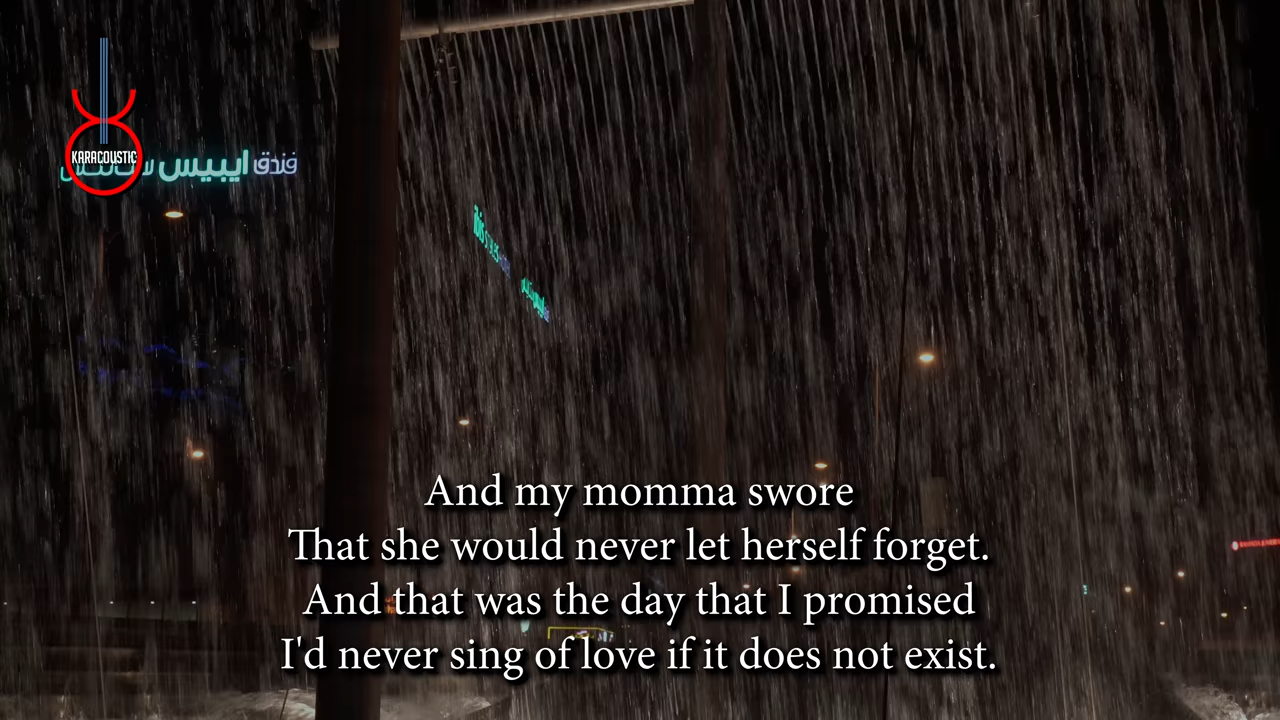 KARACOUSTIC
فندق ايبيس
ibis
And my momma swore
That she would never let herself forget.
And that was the day that I promised
I'd never sing of love if it does not exist.